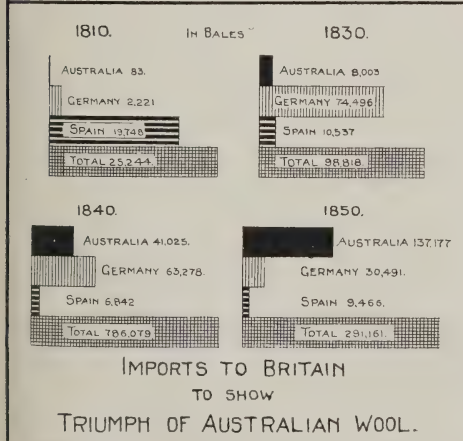 1810. IN BALES 1830.
AUSTRALIA 83.
GERMANY 2,221
SPAIN 19,748
TOTAL 25,244.
AUSTRALIA 8,003
GERMANY 74,496
SPAIN 10,537
TOTAL 98,818.
1840.
AUSTRALIA 41,025.
GERMANY 63,278.
SPAIN 6,842
TOTAL 786,079.
1850.
AUSTRALIA 137,177
GERMANY 30,491.
SPAIN 9,466.
TOTAL 291,161.
IMPORTS TO BRITAIN
TO SHOW
TRIUMPH OF AUSTRALIAN WOOL.